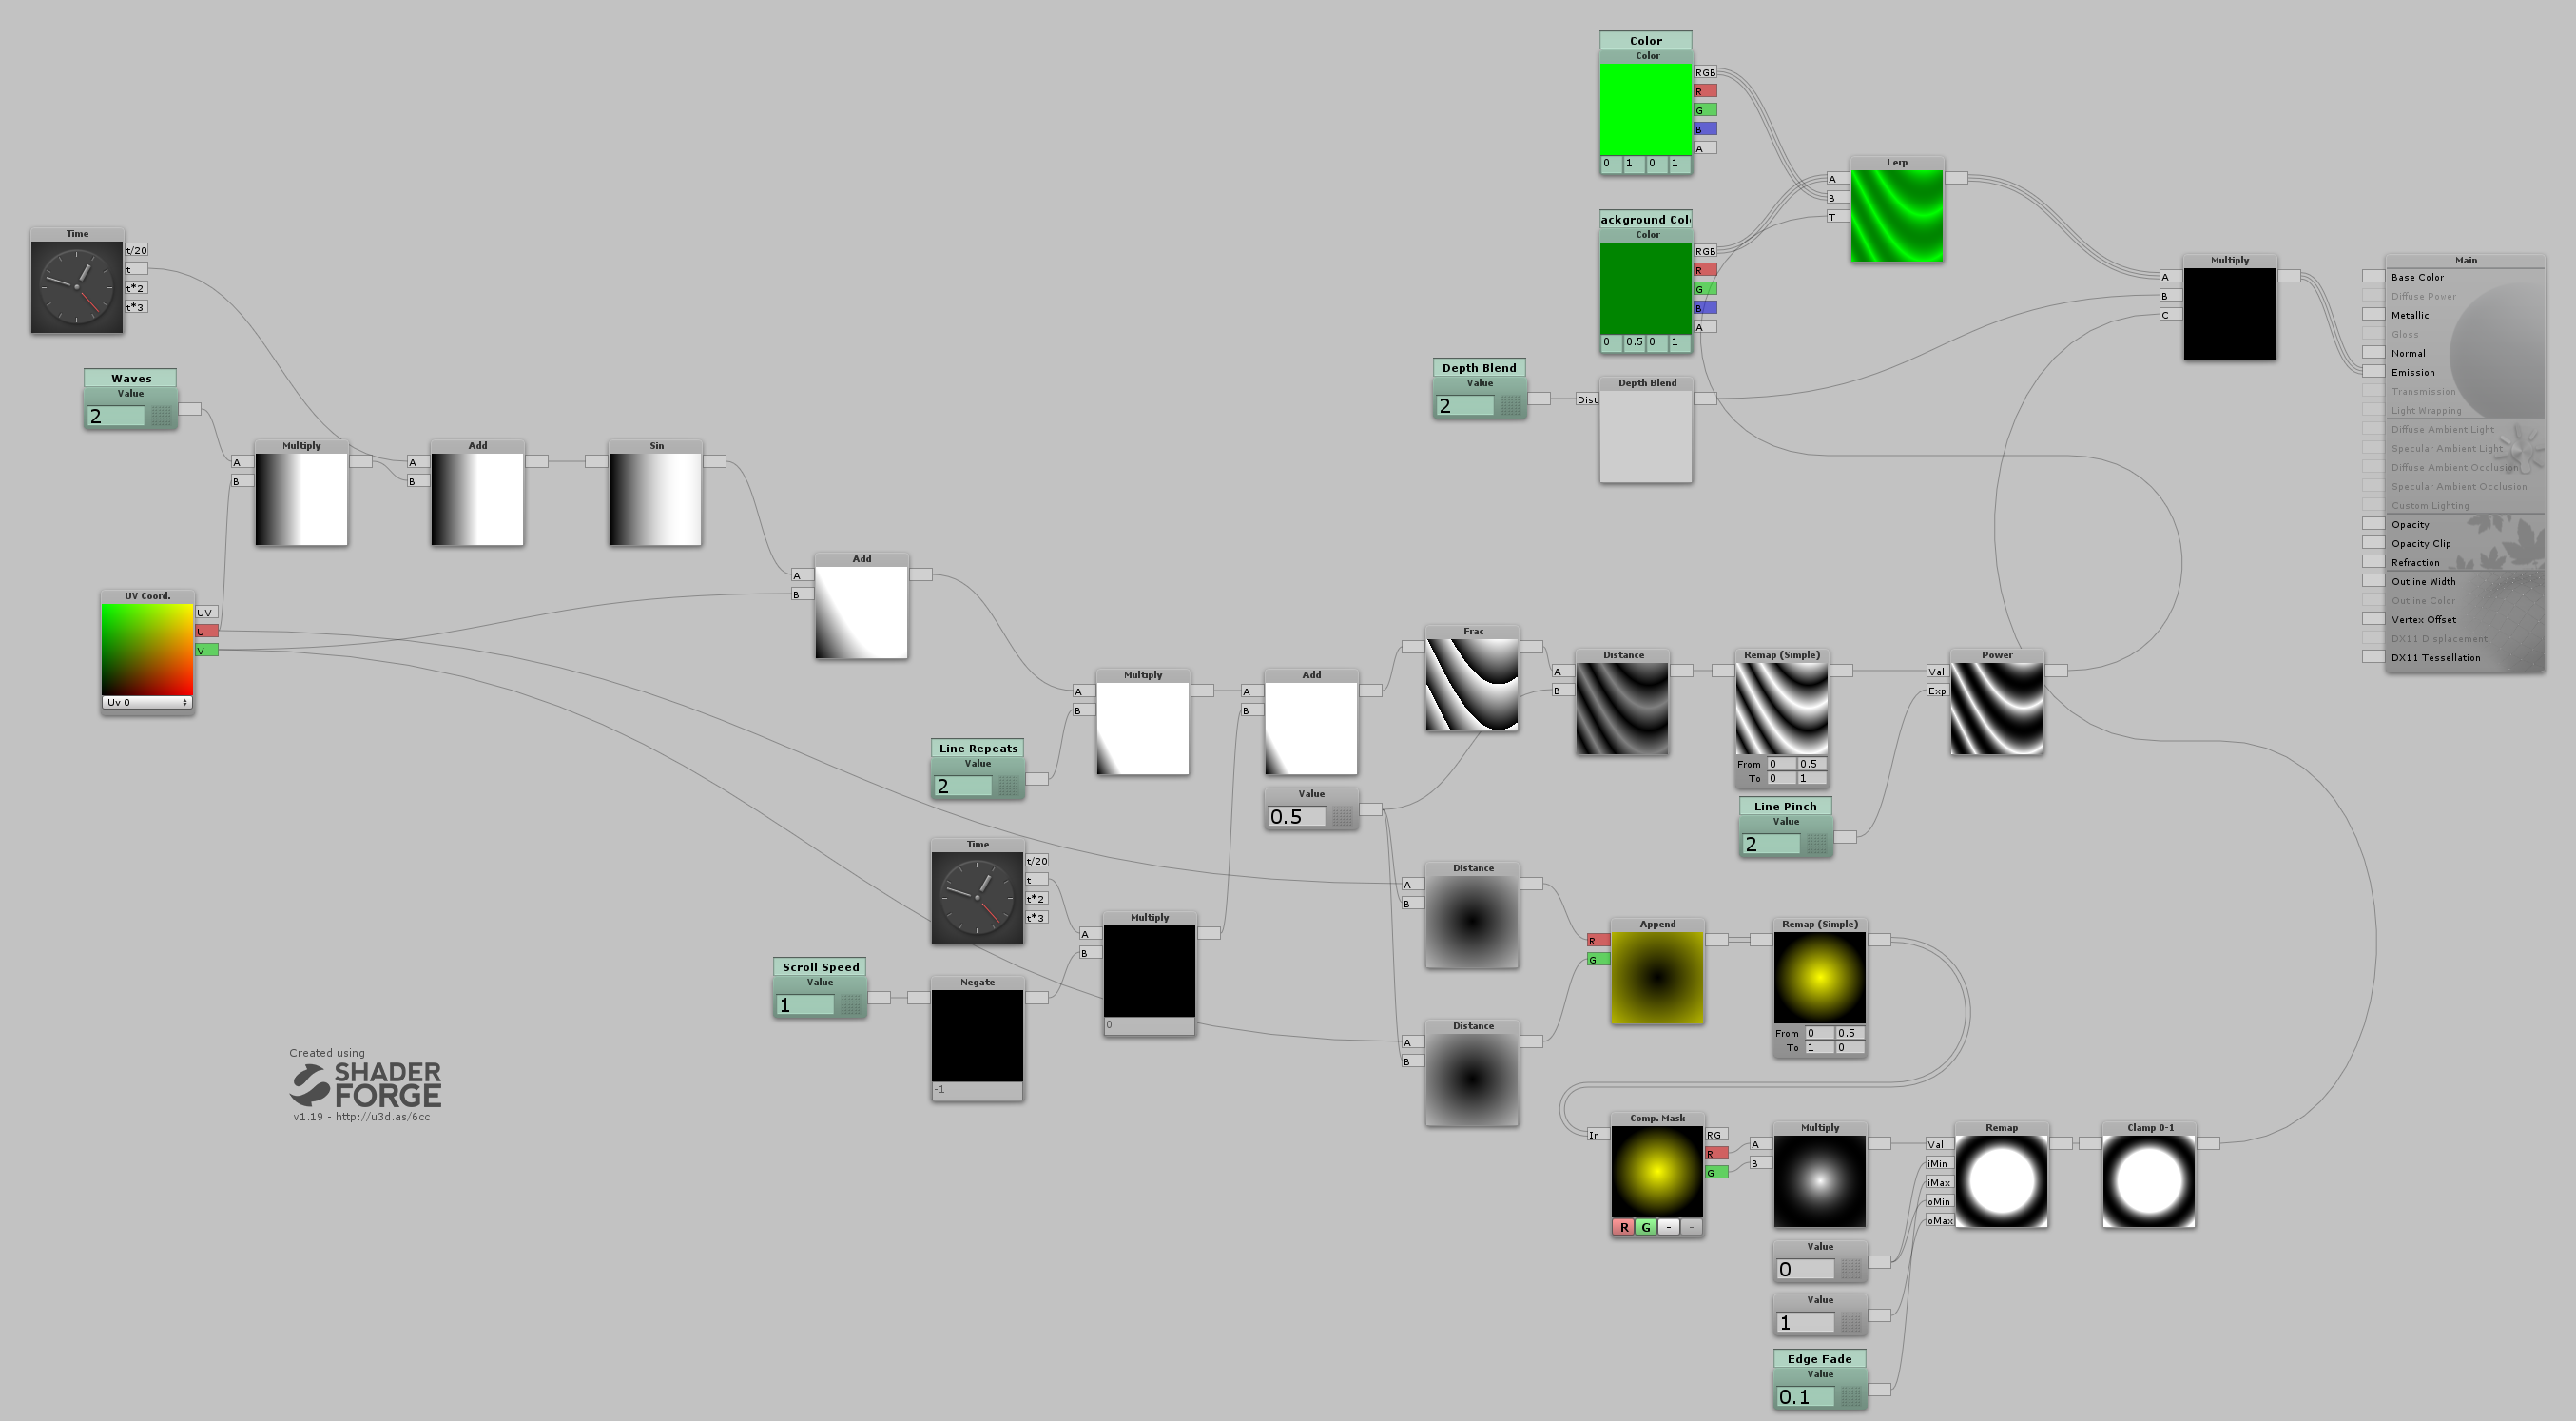 Color
Color
RGB
R
G
B
A
0 1 0 1
ackground Col
Color
RGB
R
G
B
A
0 0.5 0 1
Lerp
A
B
T
Time
t/20
t
t*2
t*3
Waves
Value
2
Multiply
A
B
Add
A
B
Sin
UV Coord.
UV
U
V
Uv 0
Add
A
B
Depth Blend
Value
2
Depth Blend
Dist
Multiply
A
B
C
Main
Base Color
Diffuse Power
Metallic
Gloss
Normal
Emission
Transmission
Light Wrapping
Diffuse Ambient Light
Specular Ambient Light
Diffuse Ambient Occlusion
Specular Ambient Occlusion
Custom Lighting
Opacity
Opacity Clip
Refraction
Outline Width
Outline Color
Vertex Offset
DX11 Displacement
DX11 Tessellation
Line Repeats
Value
2
Multiply
A
B
Add
A
B
Value
0.5
Frac
Distance
A
B
Remap (Simple)
From 0 0.5
To 0 1
Line Pinch
Value
2
Power
Val
Exp
Time
t/20
t
t*2
t*3
Scroll Speed
Value
1
Negate
-1
Multiply
A
B
0
Distance
A
B
Distance
A
B
Append
R
G
Remap (Simple)
From 0 0.5
To 1 0
Comp. Mask
In
RG
R
G
R G - -
Multiply
A
B
Remap
Val
iMin
iMax
oMin
oMax
Clamp 0-1
Value
0
Value
1
Edge Fade
Value
0.1
Created using
SHADER
FORGE
v1.19 - http://u3d.as/6cc